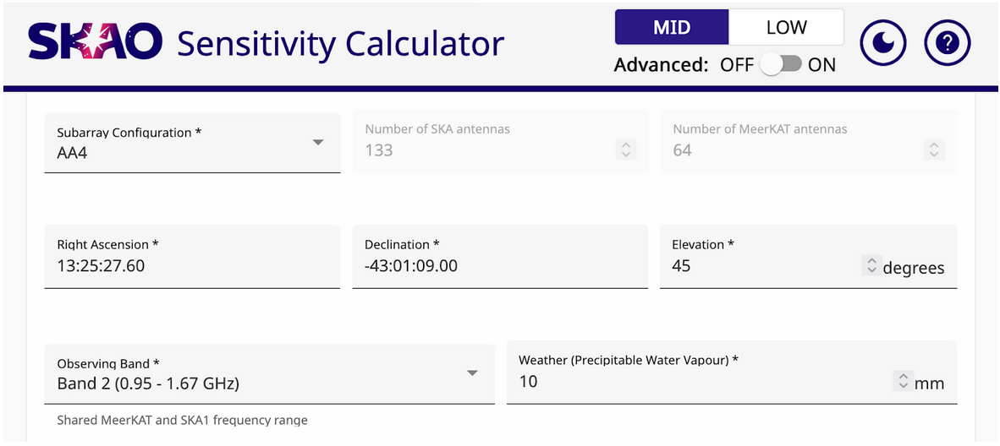 SKAO Sensitivity Calculator
MID LOW
Advanced: OFF ON
?
Subarray Configuration *
AA4
Number of SKA antennas
133
Number of MeerKAT antennas
64
Right Ascension *
13:25:27.60
Declination *
-43:01:09.00
Elevation *
45 degrees
Observing Band *
Band 2 (0.95 - 1.67 GHz)
Shared MeerKAT and SKA1 frequency range
Weather (Precipitable Water Vapour) *
10 mm